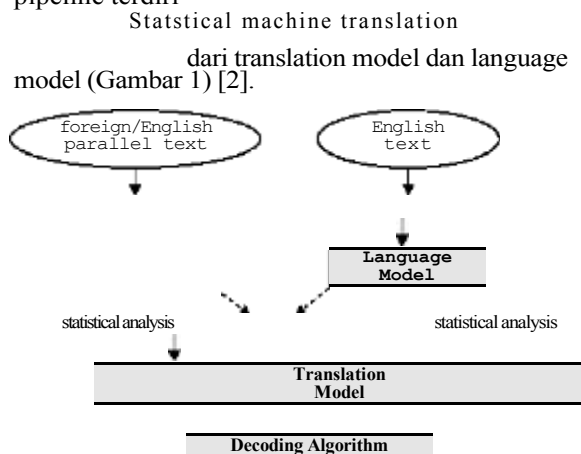 pipeline terdiri
Statstical machine translation
dari translation model dan language
model (Gambar 1) [2].
foreign/English
parallel text
English
text
Language
Model
statistical analysis
statistical analysis
Translation
Model
Decoding Algorithm